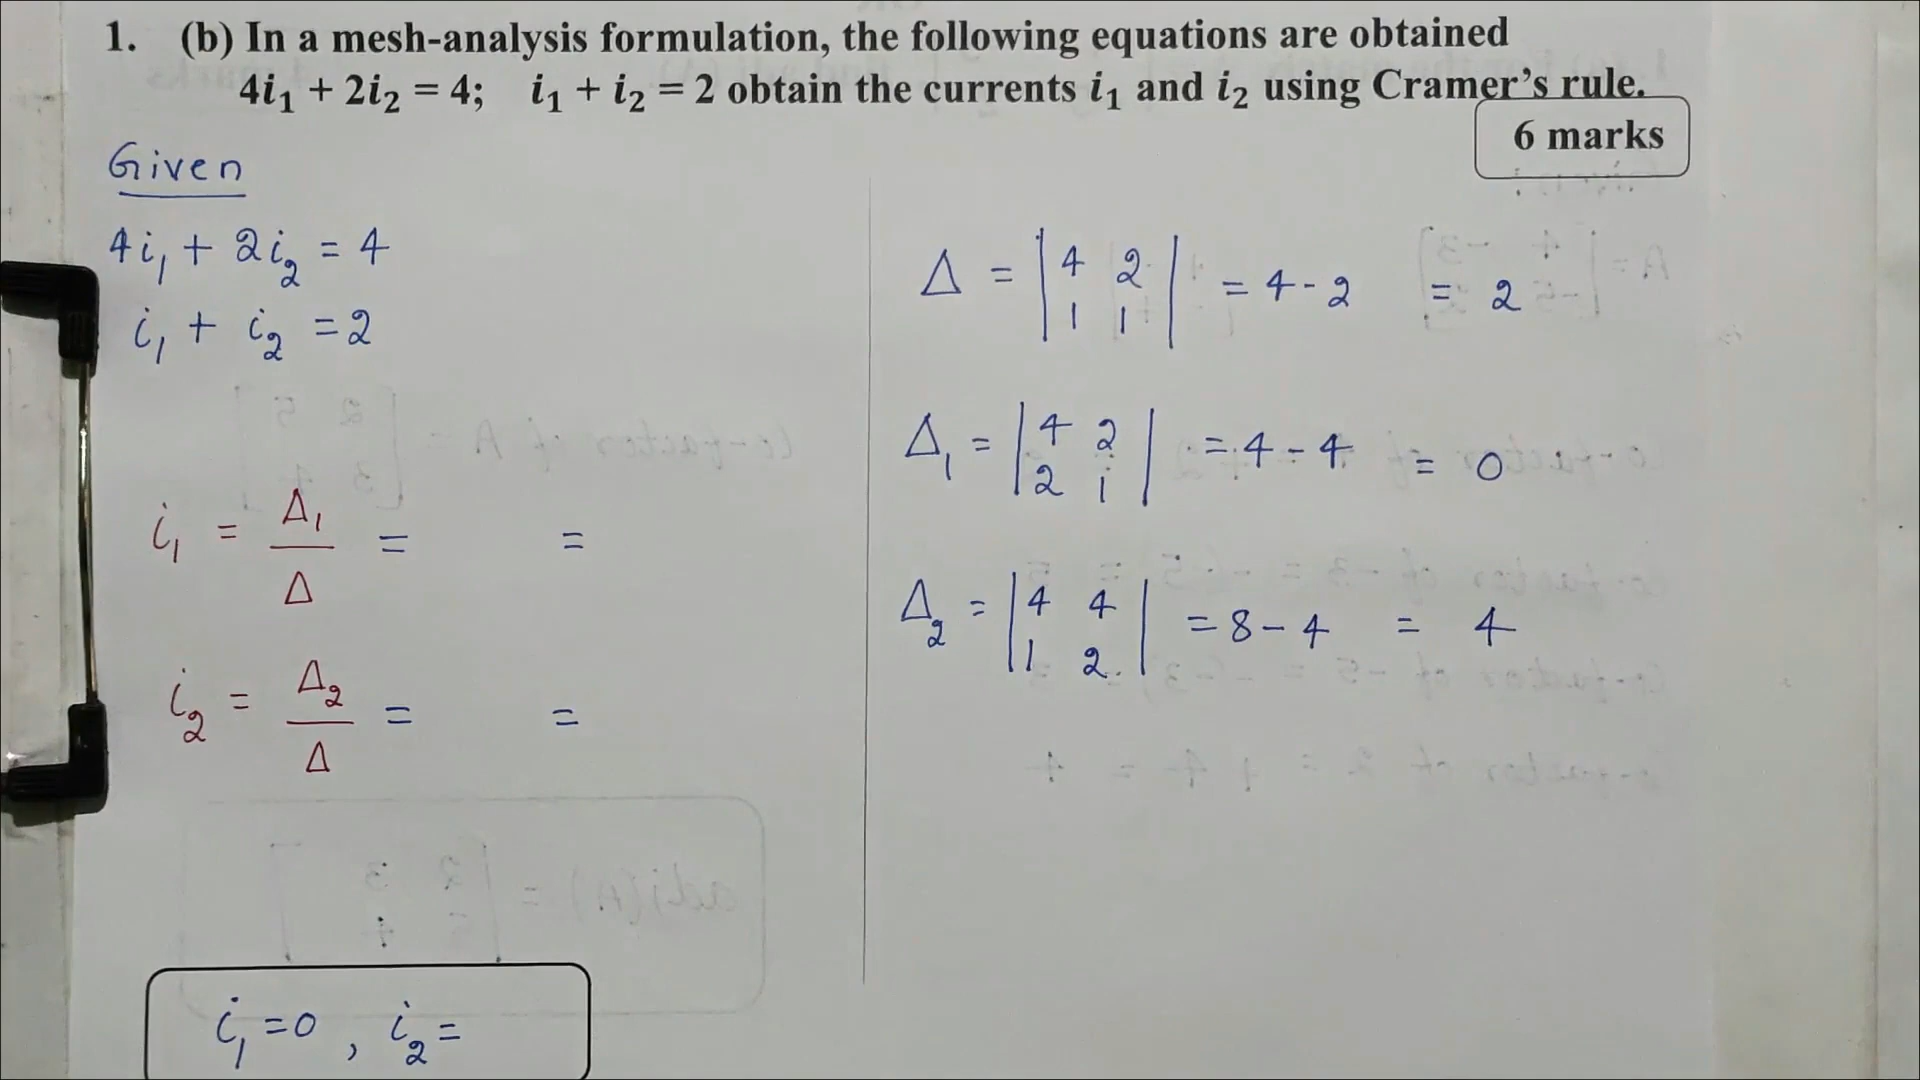 1. (b) In a mesh-analysis formulation, the following equations are obtained
4i₁ + 2i₂ = 4; i₁ + i₂ = 2 obtain the currents i₁ and i₂ using Cramer's rule.
6 marks
Given
4i₁ + 2i₂ = 4
i₁ + i₂ = 2
i₁ = Δ₁/Δ = =
i₂ = Δ₂/Δ = =
i₁ = 0 , i₂ =
Δ = |4 2
1 1| = 4 - 2 = 2
Δ₁ = |4 2
2 1| = 4 - 4 = 0
Δ₂ = |4 4
1 2| = 8 - 4 = 4